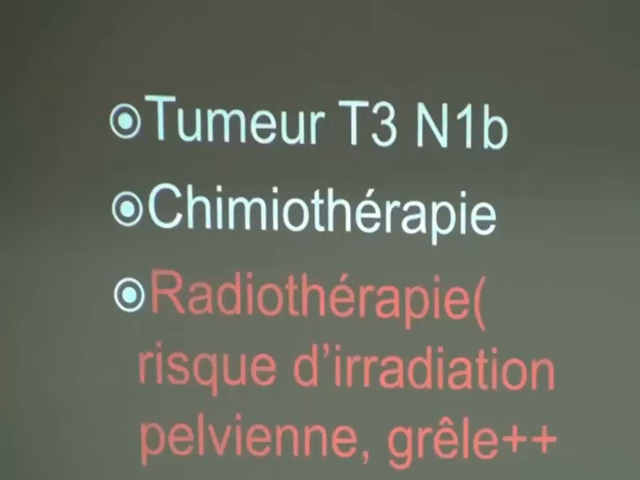 Tumeur T3 N1b
Chimiothérapie
Radiothérapie(
risque d'irradiation
pelvienne, grêle++